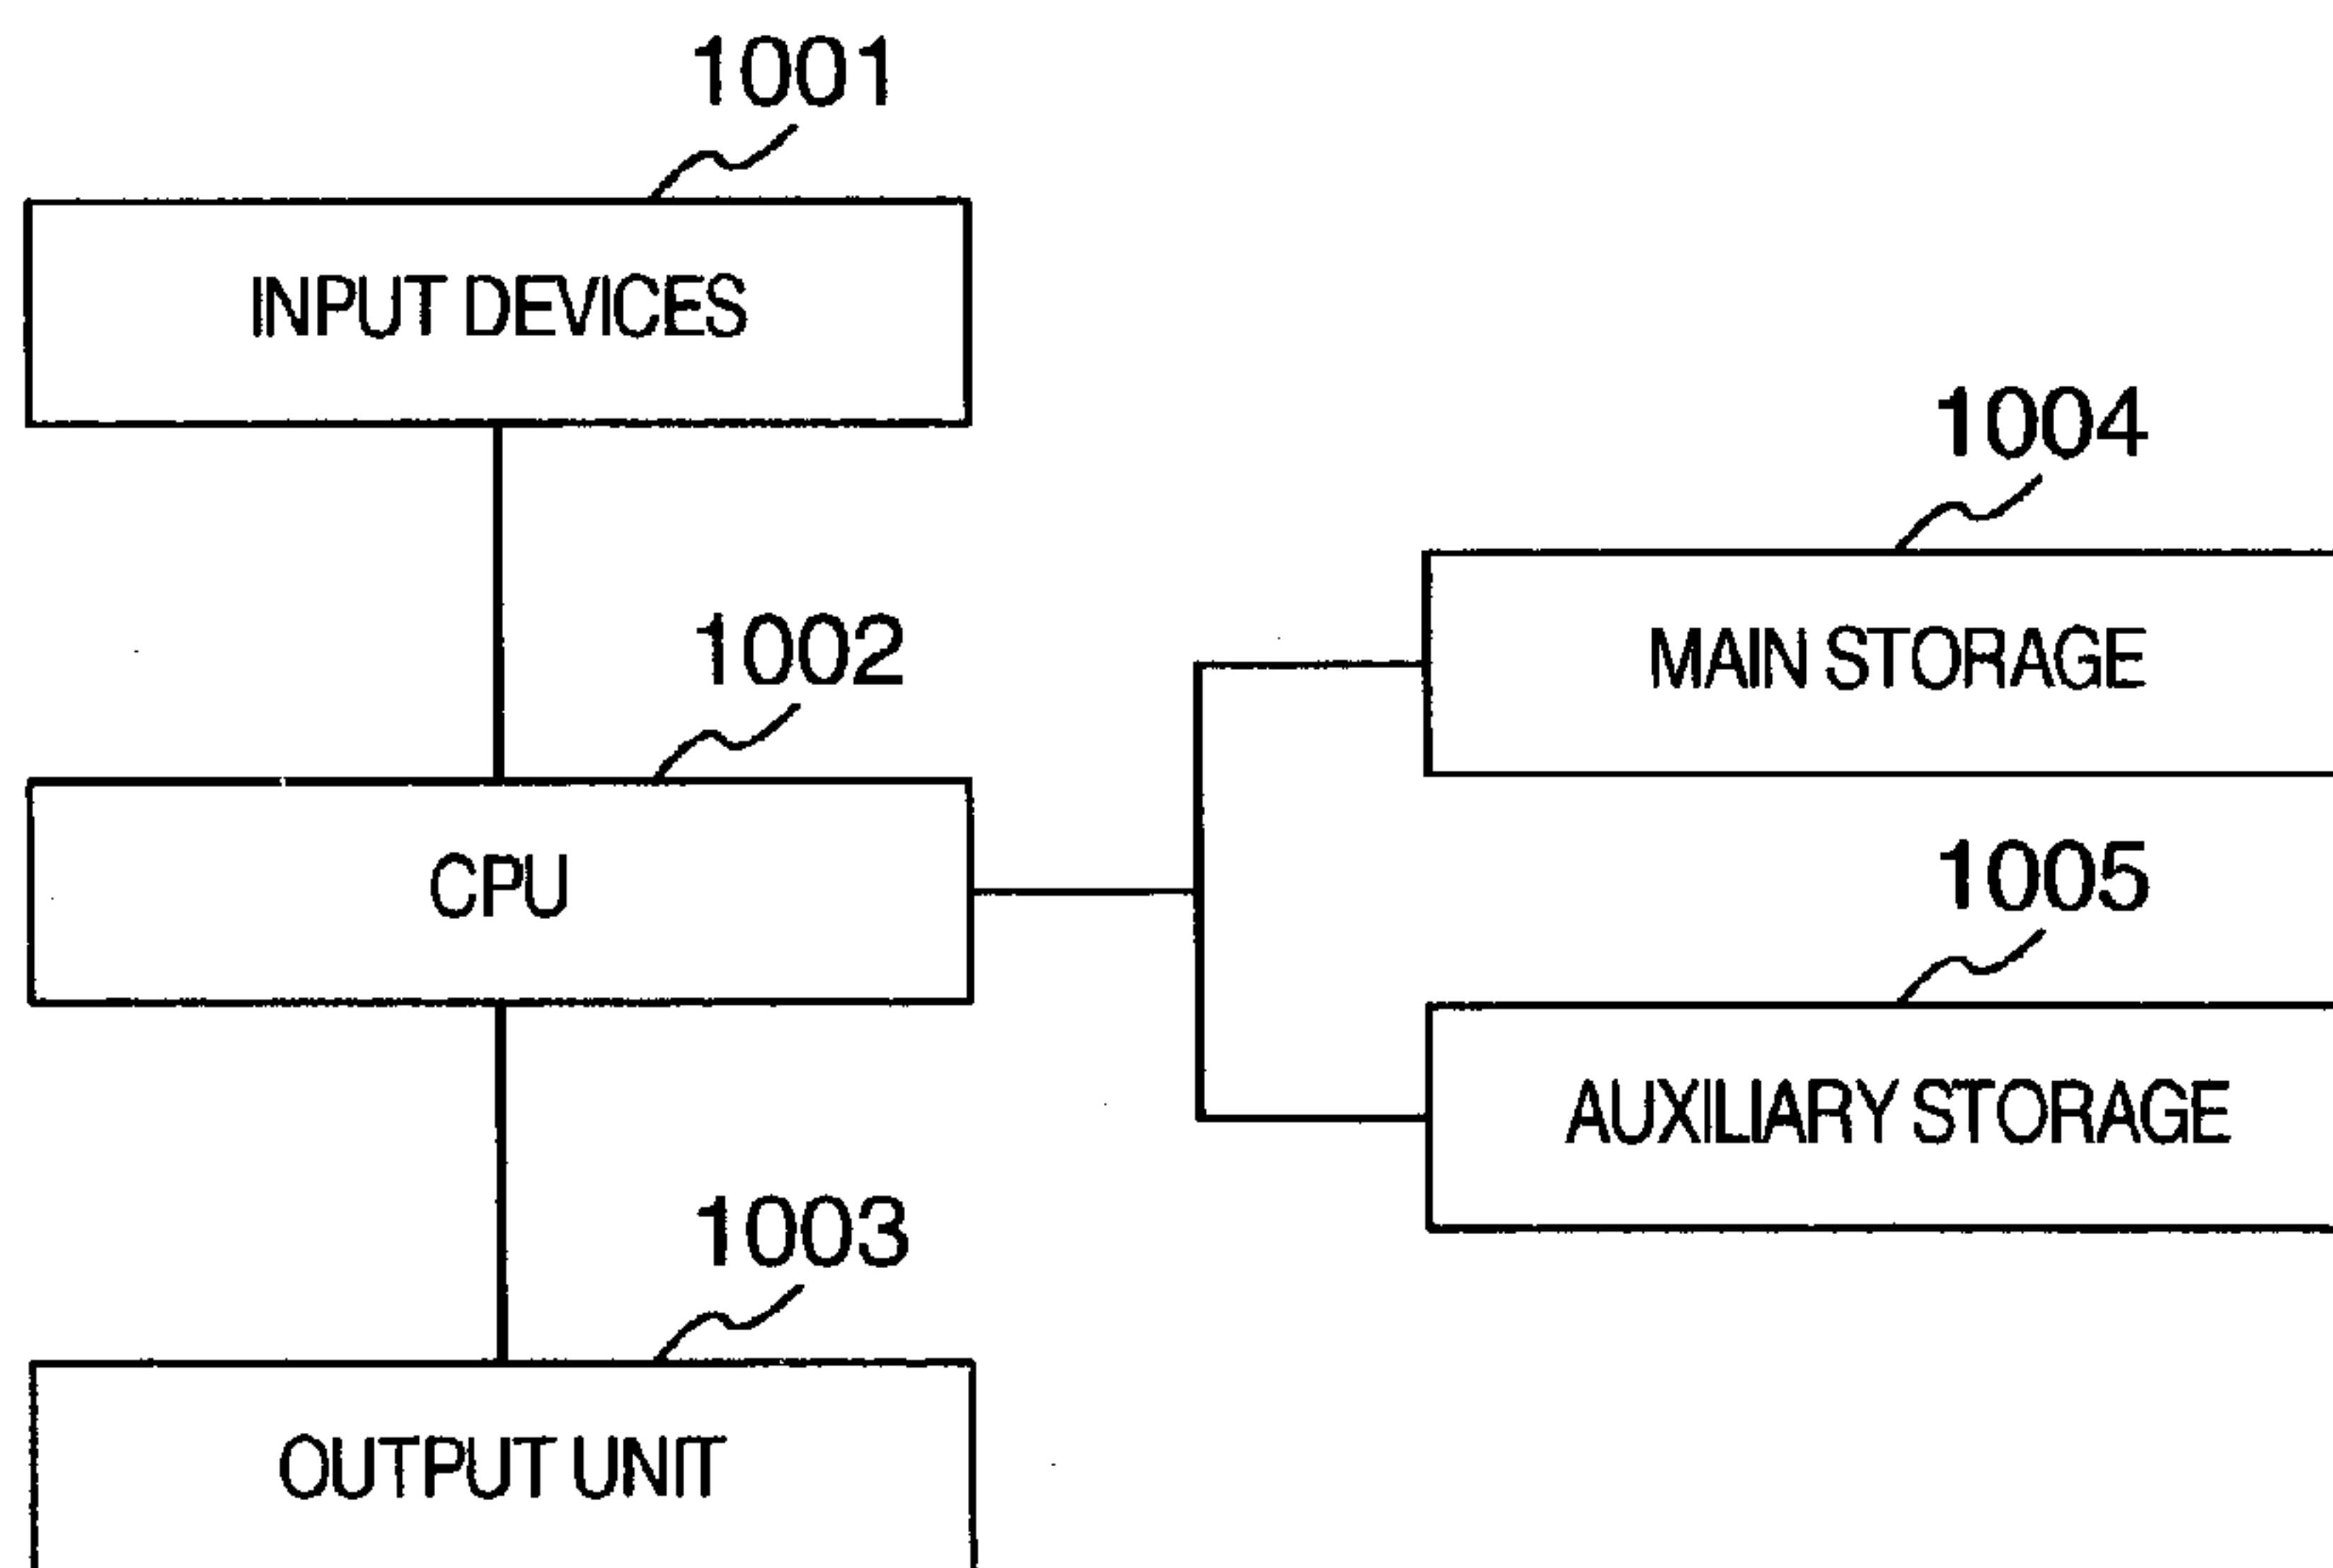 1001
INPUT DEVICES
1004
MAIN STORAGE
1002
CPU
1005
AUXILIARY STORAGE
1003
OUTPUT UNIT